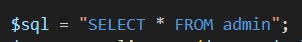 $sql = "SELECT * FROM admin";